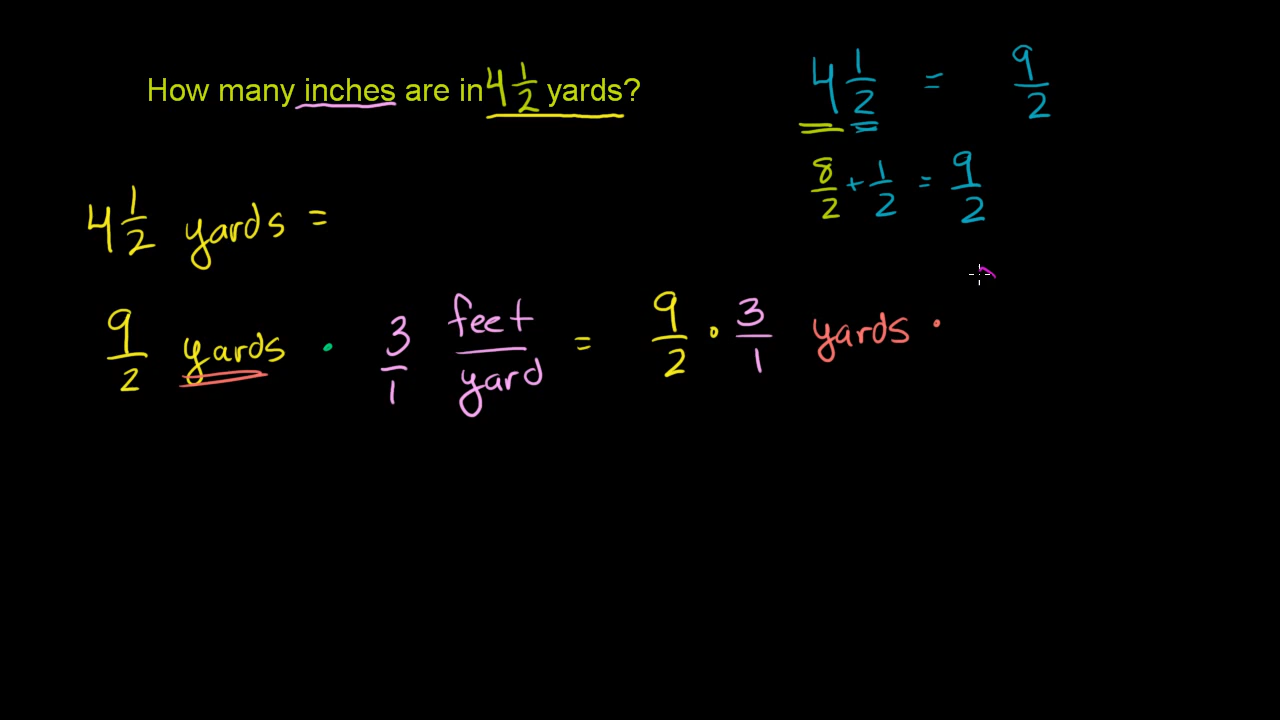 How many inches are in 4 1/2 yards?
4 1/2 = 9/2
8/2 + 1/2 = 9/2
4 1/2 yards =
9/2 yards · 3/1 feet/yard = 9/2 · 3/1 yards ·